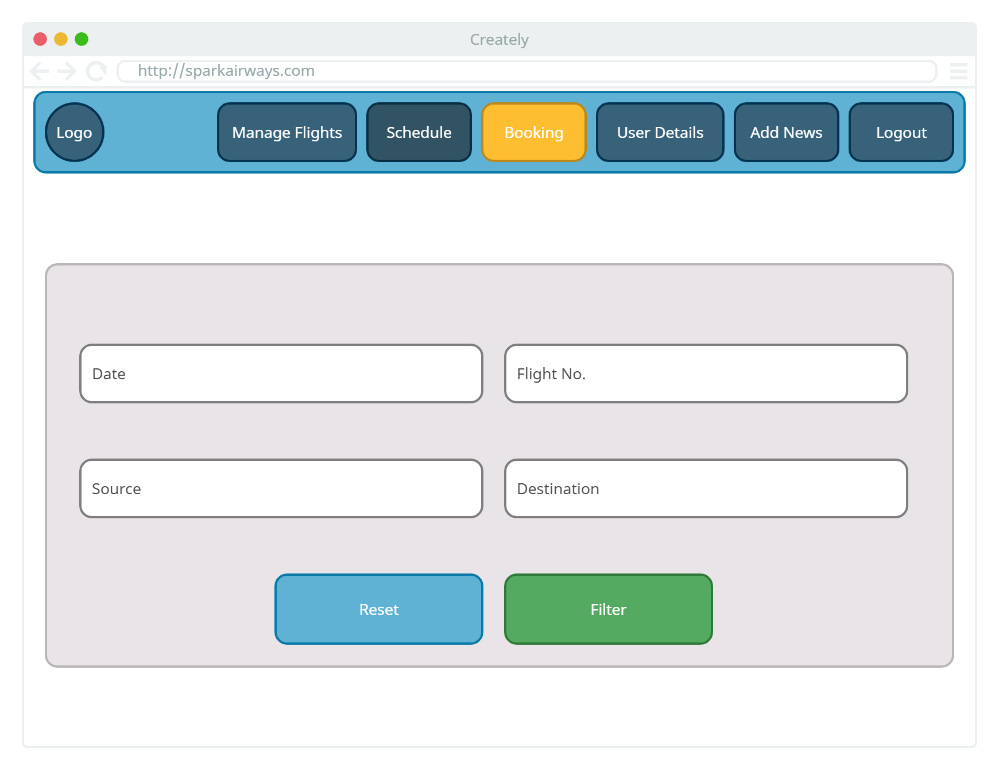 Creately
http://sparkairways.com
Logo
Manage Flights
Schedule
Booking
User Details
Add News
Logout
Date
Flight No.
Source
Destination
Reset
Filter